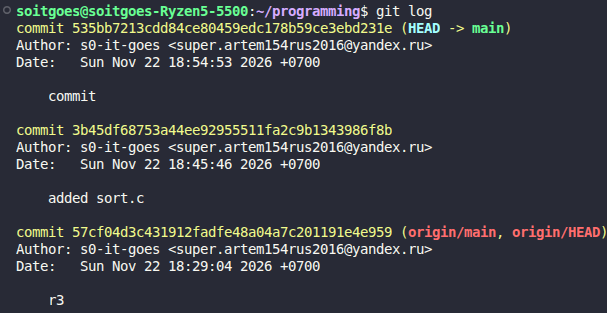 soitgoes@soitgoes-Ryzen5-5500:~/programming$ git log
commit 535bb7213cdd84ce80459edc178b59ce3ebd231e (HEAD -> main)
Author: s0-it-goes <super.artem154rus2016@yandex.ru>
Date:   Sun Nov 22 18:54:53 2026 +0700
commit
commit 3b45df68753a44ee92955511fa2c9b1343986f8b
Author: s0-it-goes <super.artem154rus2016@yandex.ru>
Date:   Sun Nov 22 18:45:46 2026 +0700
added sort.c
commit 57cf04d3c431912fadfe48a04a7c201191e4e959 (origin/main, origin/HEAD)
Author: s0-it-goes <super.artem154rus2016@yandex.ru>
Date:   Sun Nov 22 18:29:04 2026 +0700
r3